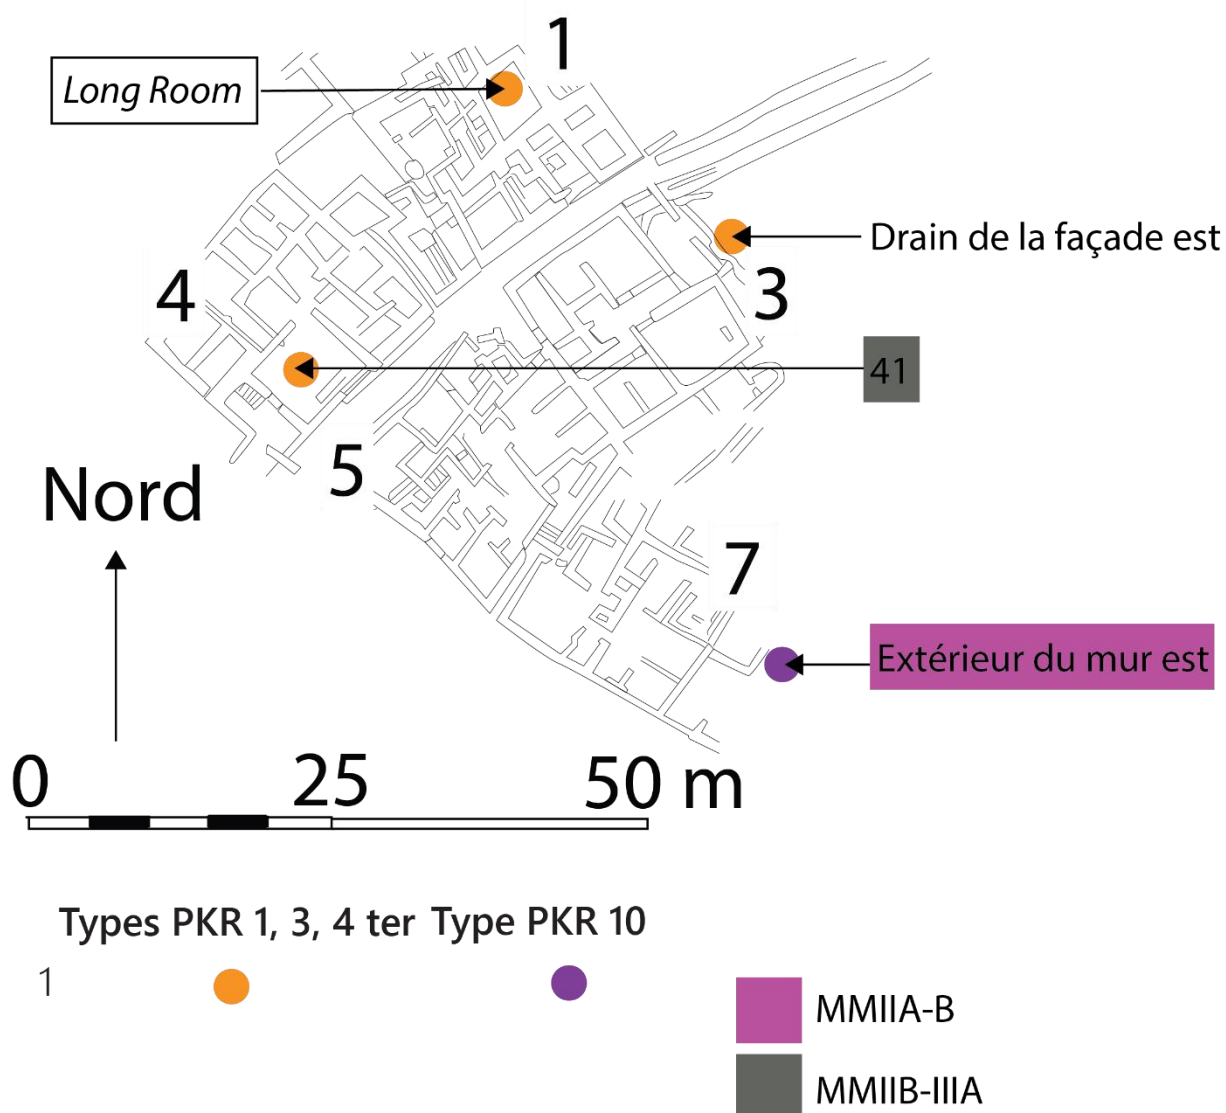 1
Long Room
Drain de la façade est
3
4
41
5
Nord
7
Extérieur du mur est
0 25 50 m
Types PKR 1, 3, 4 ter Type PKR 10
1
MMIIA-B
MMIIB-IIIA